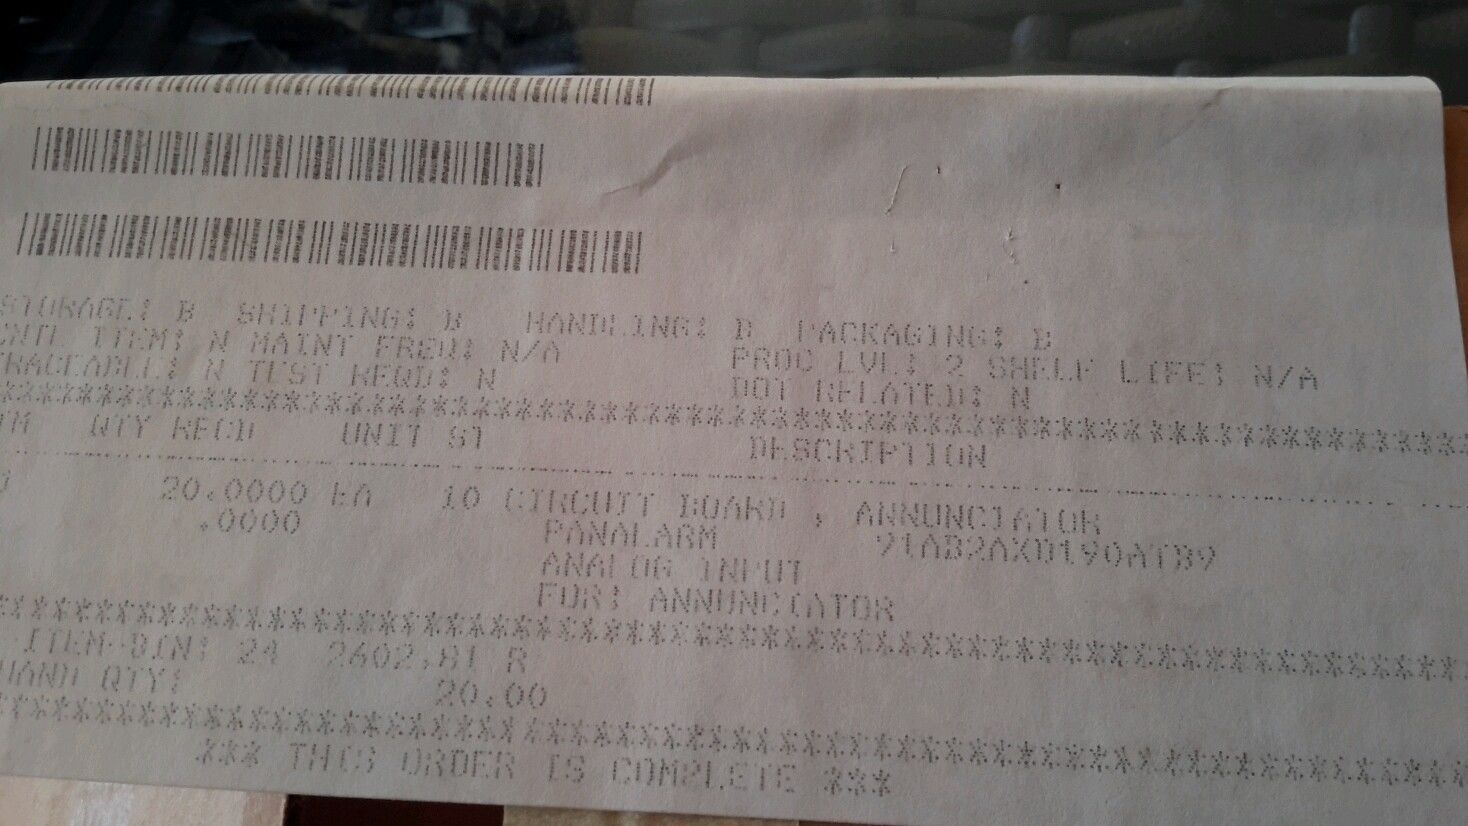 STORAGE: B SHIPPING: B HANDLING: B PACKAGING: B
CNTL ITEM: N MAINT FREQ: N/A PROC LVL: 2 SHELF LIFE: N/A
TRACEABLE: N TEST REQD: N DOT RELATED: N
********************************************************************************
QTY RECD UNIT ST DESCRIPTION
20.0000 EA 10 CIRCUIT BOARD , ANNUNCIATOR
.0000 PANALARM 91AB2AXD190ATB9
ANALOG INPUT
FOR: ANNUNCIATOR
********************************************************************************
ITEM-BIN: 24 2602.81 R
HAND QTY: 20.00
********************************************************************************
*** THIS ORDER IS COMPLETE ***